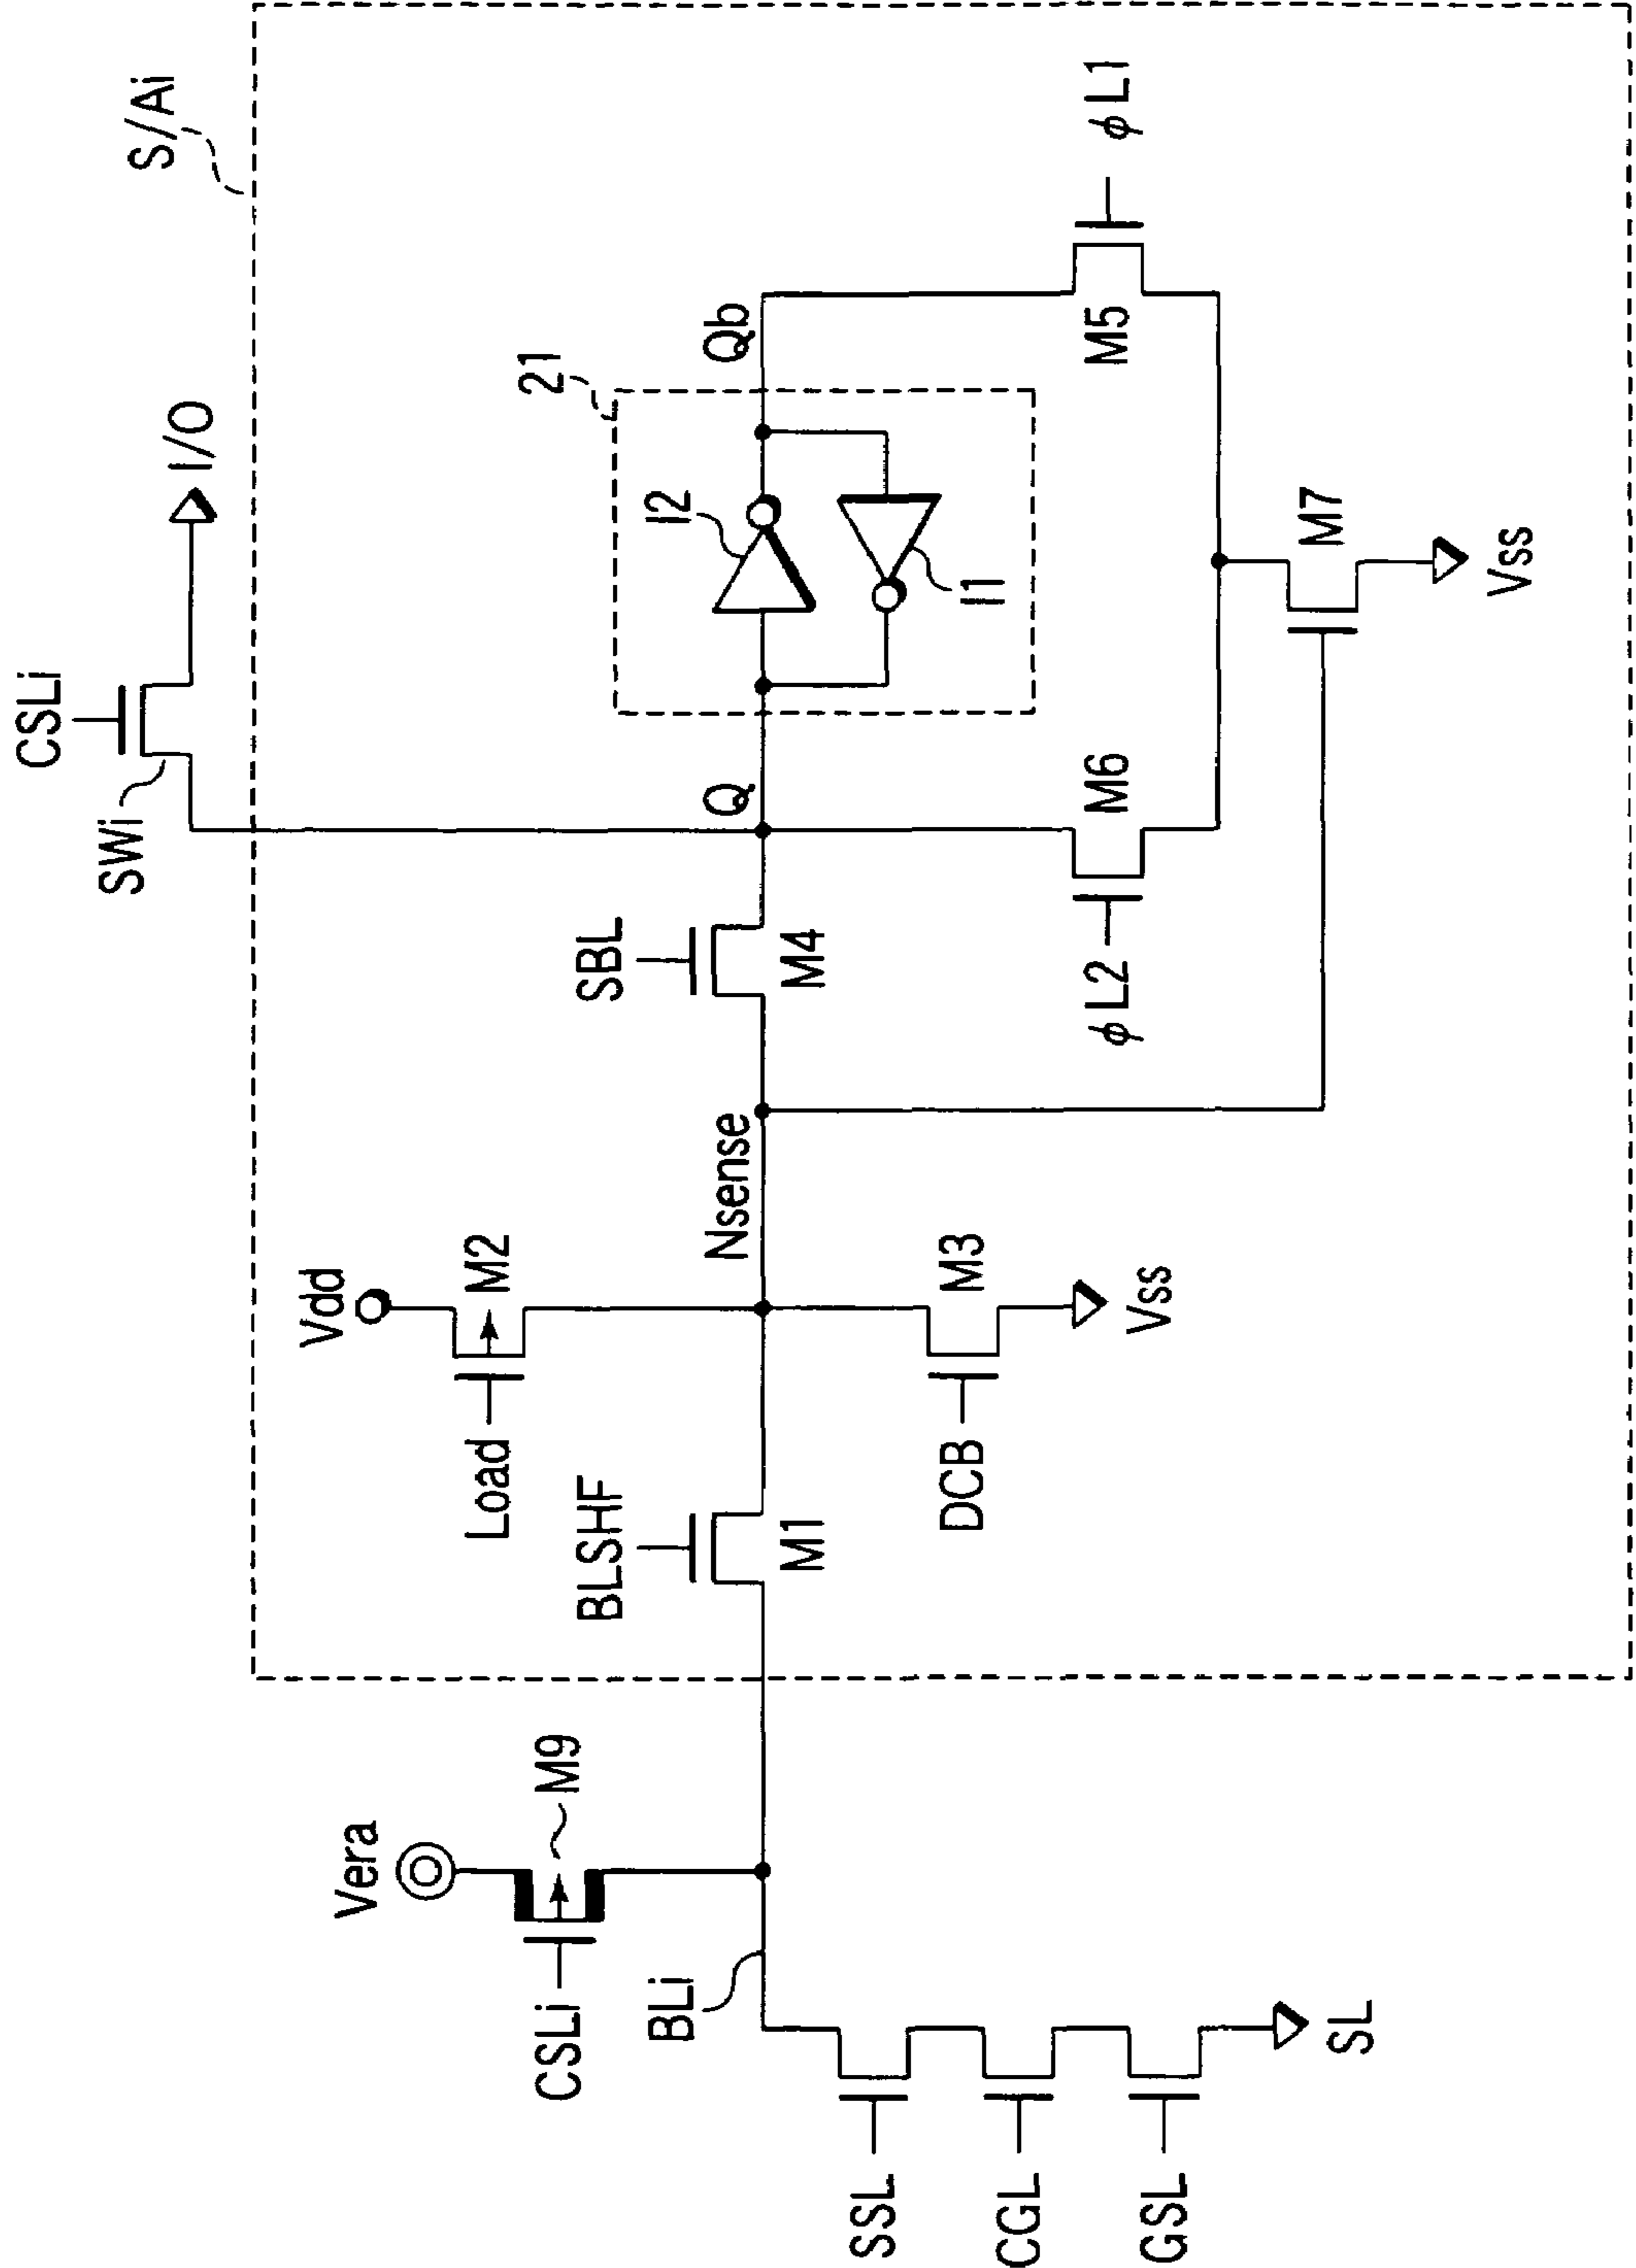 S/Ai
CSLi
SWi
I/O
Vera
CSLi
M9
BLi
SSL
CGL
GSL
SL
Vdd
Load
M2
BLSHF
M1
DCB
M3
Vss
Nsense
SBL
M4
Q
Qb
21
I2
I1
φL2
M6
M5
φL1
M7
Vss